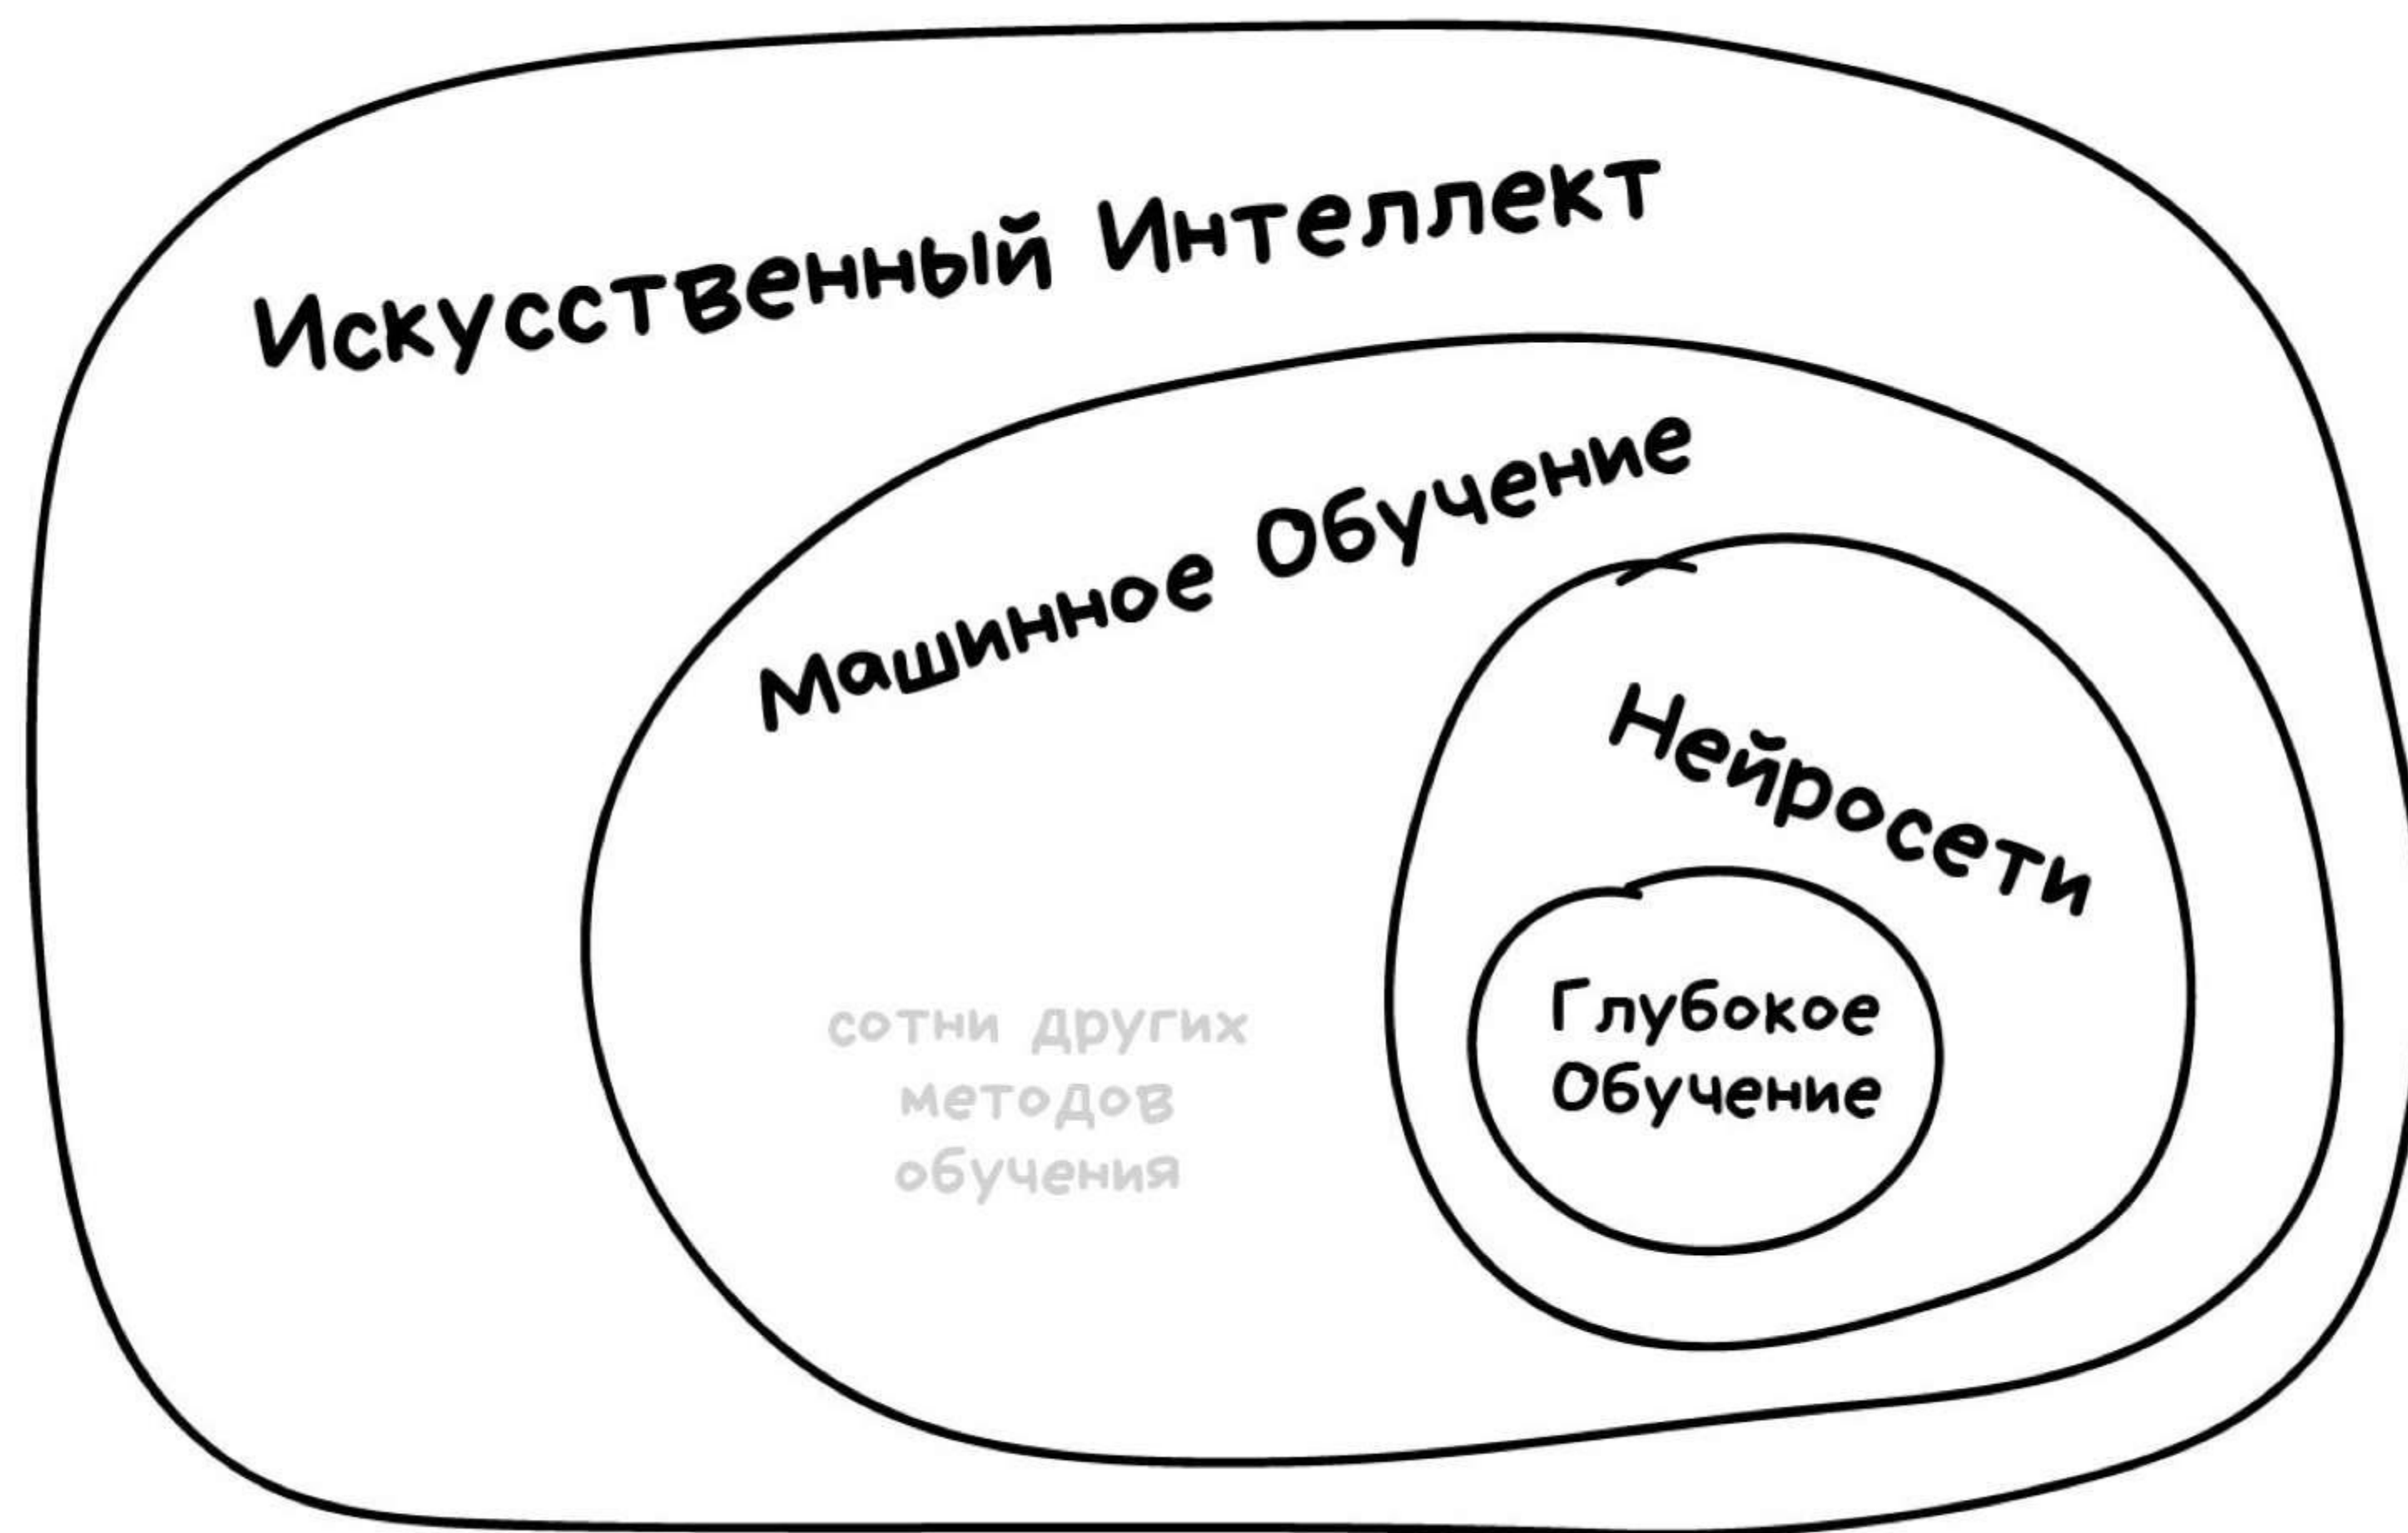 Искусственный Интеллект
Машинное Обучение
Нейросети
сотни других
методов
обучения
Глубокое
Обучение